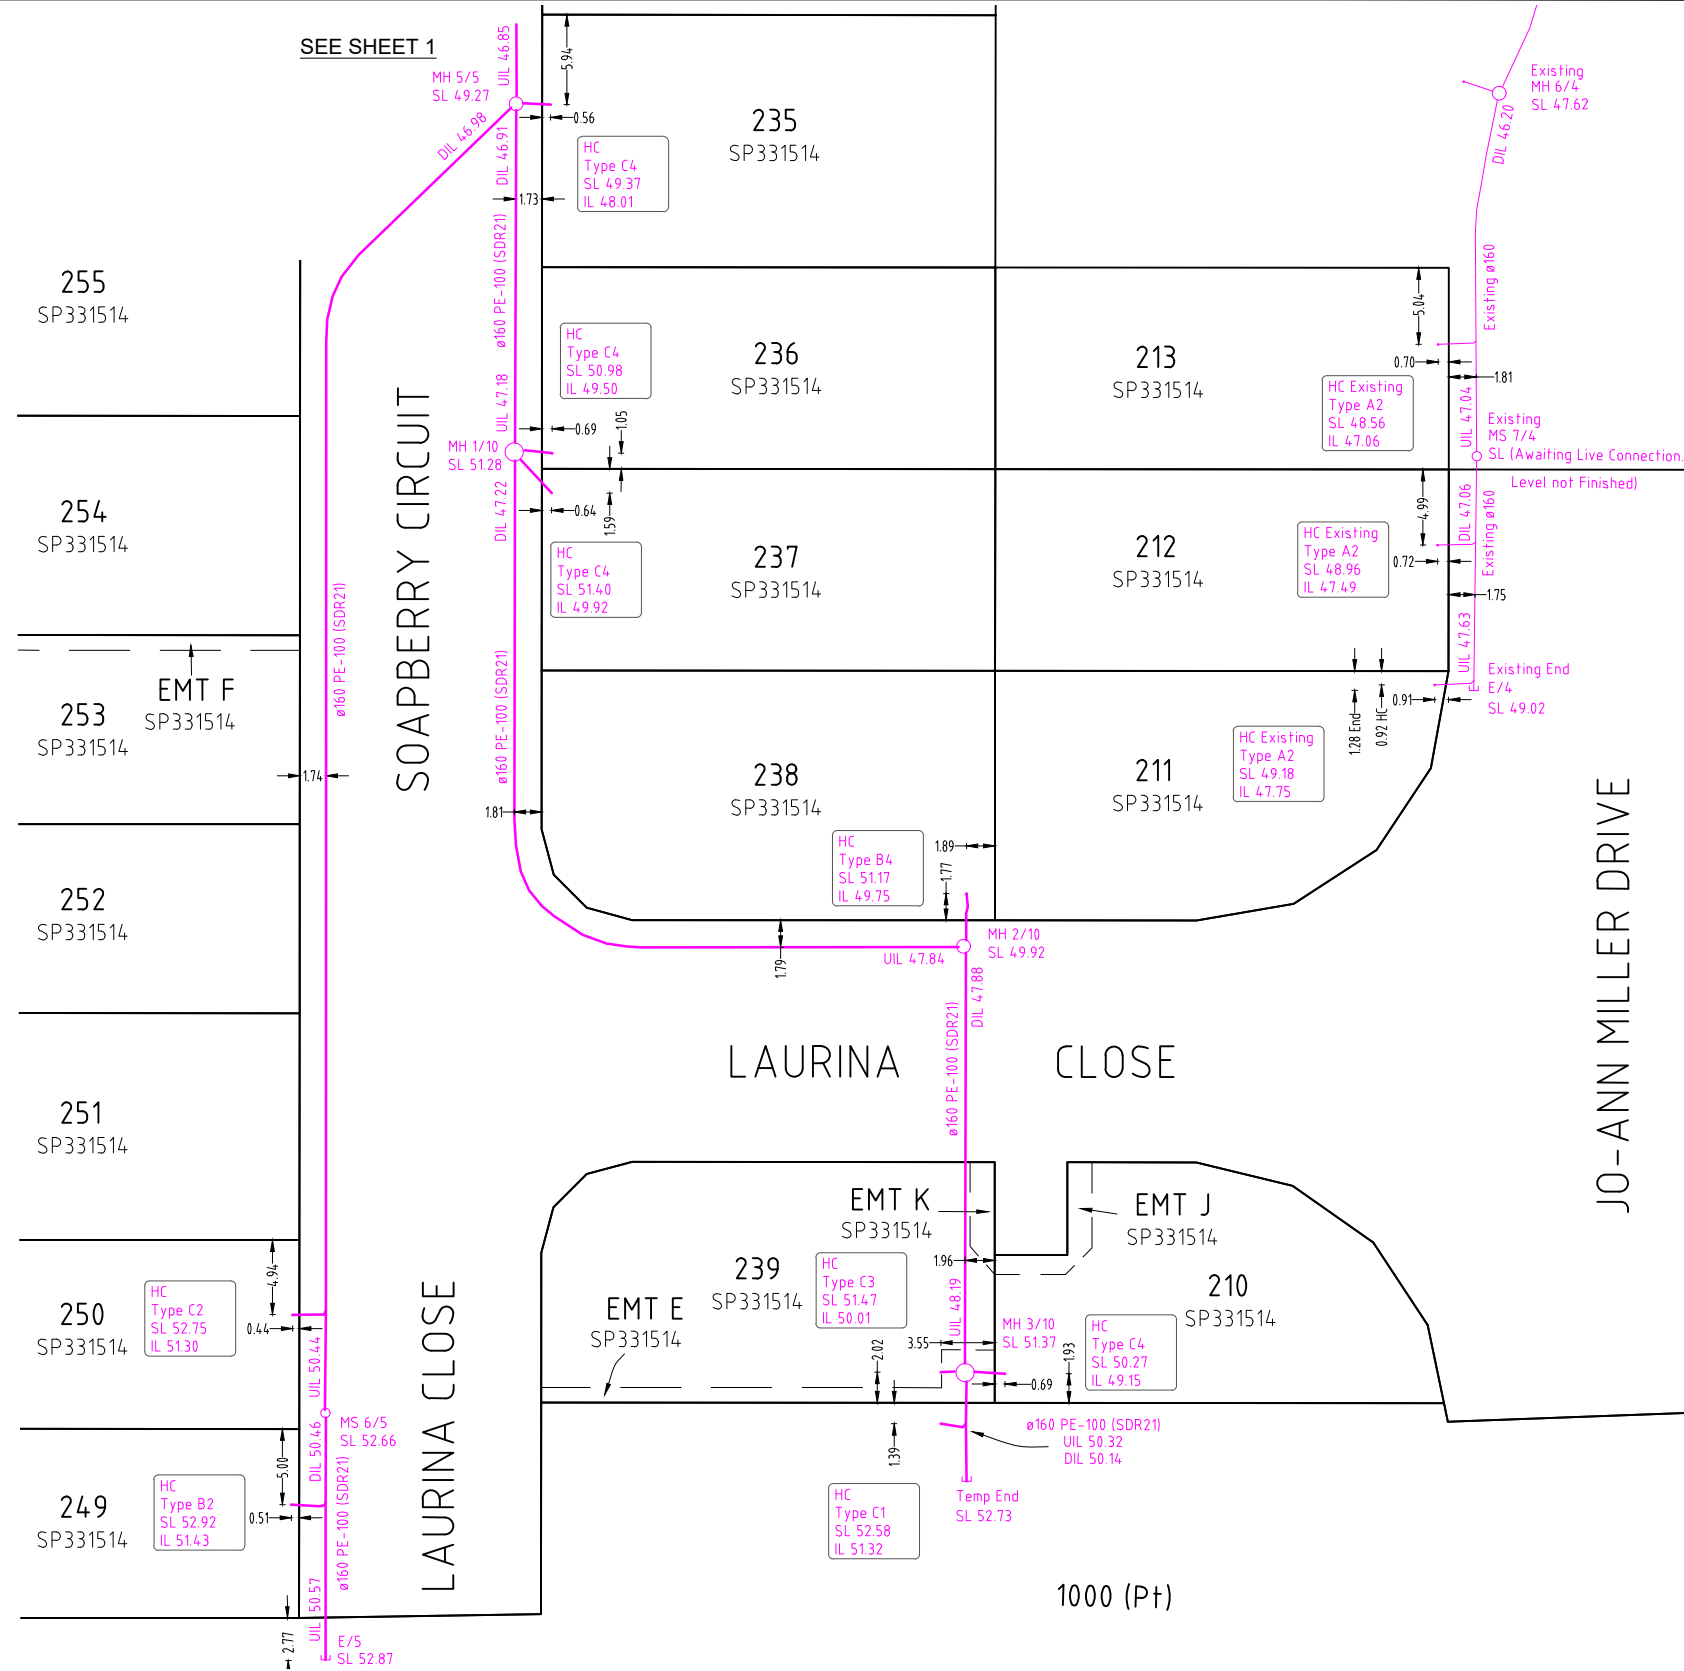 SEE SHEET 1
MH 5/5
SL 49.27
UIL 46.85
DIL 46.98
DIL 46.91
5.94
0.56
HC
Type C4
SL 49.37
IL 48.01
1.73
235
SP331514
Existing
MH 6/4
SL 47.62
DIL 46.20
255
SP331514
ø160 PE-100 (SDR21)
HC
Type C4
SL 50.98
IL 49.50
236
SP331514
213
SP331514
5.04
Existing ø160
0.70
1.81
HC Existing
Type A2
SL 48.56
IL 47.06
UIL 47.04
Existing
MS 7/4
SL (Awaiting Live Connection.
Level not Finished)
UIL 47.18
0.69
1.05
MH 1/10
SL 51.28
DIL 47.22
0.64
1.59
HC
Type C4
SL 51.40
IL 49.92
254
SP331514
SOAPBERRY CIRCUIT
237
SP331514
212
SP331514
4.99
DIL 47.06
Existing ø160
HC Existing
Type A2
SL 48.96
IL 47.49
0.72
1.75
UIL 47.63
Existing End
E/4
SL 49.02
0.91
1.28 End
0.92 HC
HC Existing
Type A2
SL 49.18
IL 47.75
EMT F
SP331514
253
SP331514
ø160 PE-100 (SDR21)
ø160 PE-100 (SDR21)
1.74
1.81
238
SP331514
211
SP331514
HC
Type B4
SL 51.17
IL 49.75
1.89
1.77
252
SP331514
MH 2/10
SL 49.92
UIL 47.84
1.79
DIL 47.88
JO-ANN MILLER DRIVE
251
SP331514
LAURINA CLOSE
ø160 PE-100 (SDR21)
EMT K
SP331514
EMT J
SP331514
239
SP331514
HC
Type C3
SL 51.47
IL 50.01
1.96
UIL 48.19
210
SP331514
EMT E
SP331514
MH 3/10
SL 51.37
3.55
2.02
HC
Type C4
SL 50.27
IL 49.15
1.93
0.69
4.94
HC
Type C2
SL 52.75
IL 51.30
0.44
250
SP331514
UIL 50.44
LAURINA CLOSE
MS 6/5
SL 52.66
DIL 50.46
1.39
ø160 PE-100 (SDR21)
UIL 50.32
DIL 50.14
5.00
HC
Type B2
SL 52.92
IL 51.43
0.51
249
SP331514
ø160 PE-100 (SDR21)
HC
Type C1
SL 52.58
IL 51.32
Temp End
SL 52.73
1000 (Pt)
UIL 50.57
2.77
E/5
SL 52.87